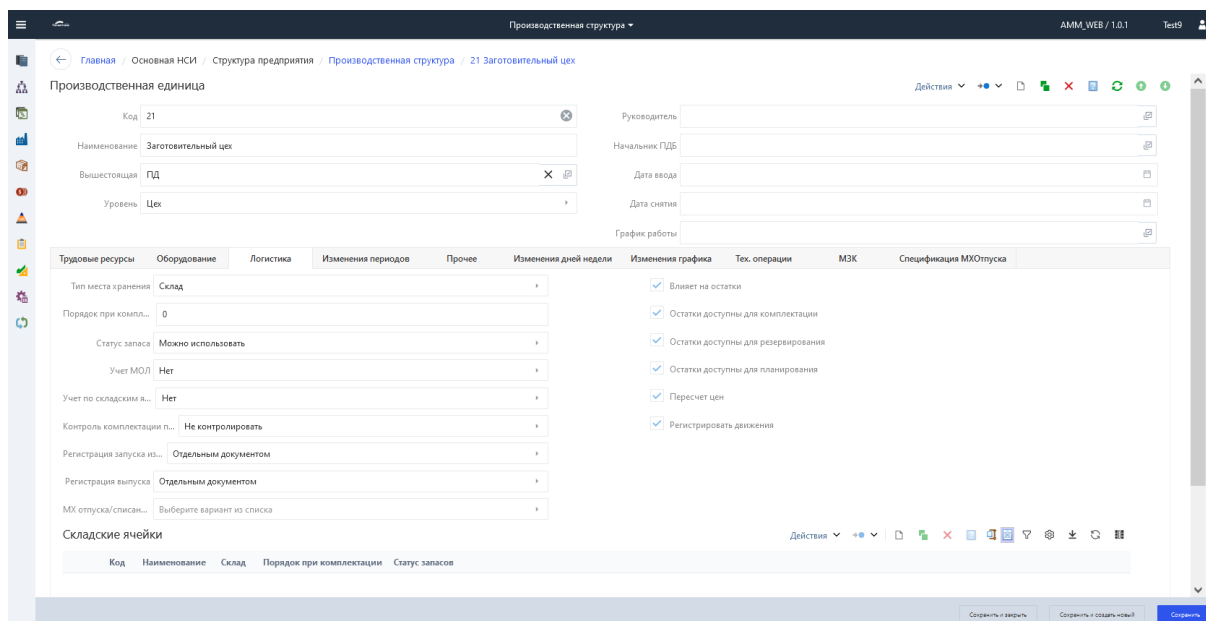 Производственная структура AMM_WEB / 1.0.1 Test9
Главная / Основная НСИ / Структура предприятия / Производственная структура / 21 Заготовительный цех
Производственная единица Действия
Код 21 Руководитель
Наименование Заготовительный цех Начальник ПДБ
Вышестоящая ПД Дата ввода
Уровень Цех Дата снятия
График работы
Трудовые ресурсы Оборудование Логистика Изменения периодов Прочее Изменения дней недели Изменения графика Тех. операции МЗК Спецификация МХОтпуска
Тип места хранения Склад Влияет на остатки
Порядок при компл... 0 Остатки доступны для комплектации
Статус запаса Можно использовать Остатки доступны для резервирования
Учет МОЛ Нет Остатки доступны для планирования
Учет по складским я... Нет Пересчет цен
Контроль комплектации п... Не контролировать Регистрировать движения
Регистрация запуска из... Отдельным документом
Регистрация выпуска Отдельным документом
МХ отпуска/списан... Выберите вариант из списка
Складские ячейки Действия
Код Наименование Склад Порядок при комплектации Статус запасов
Сохранить и закрыть Сохранить и создать новый Сохранить